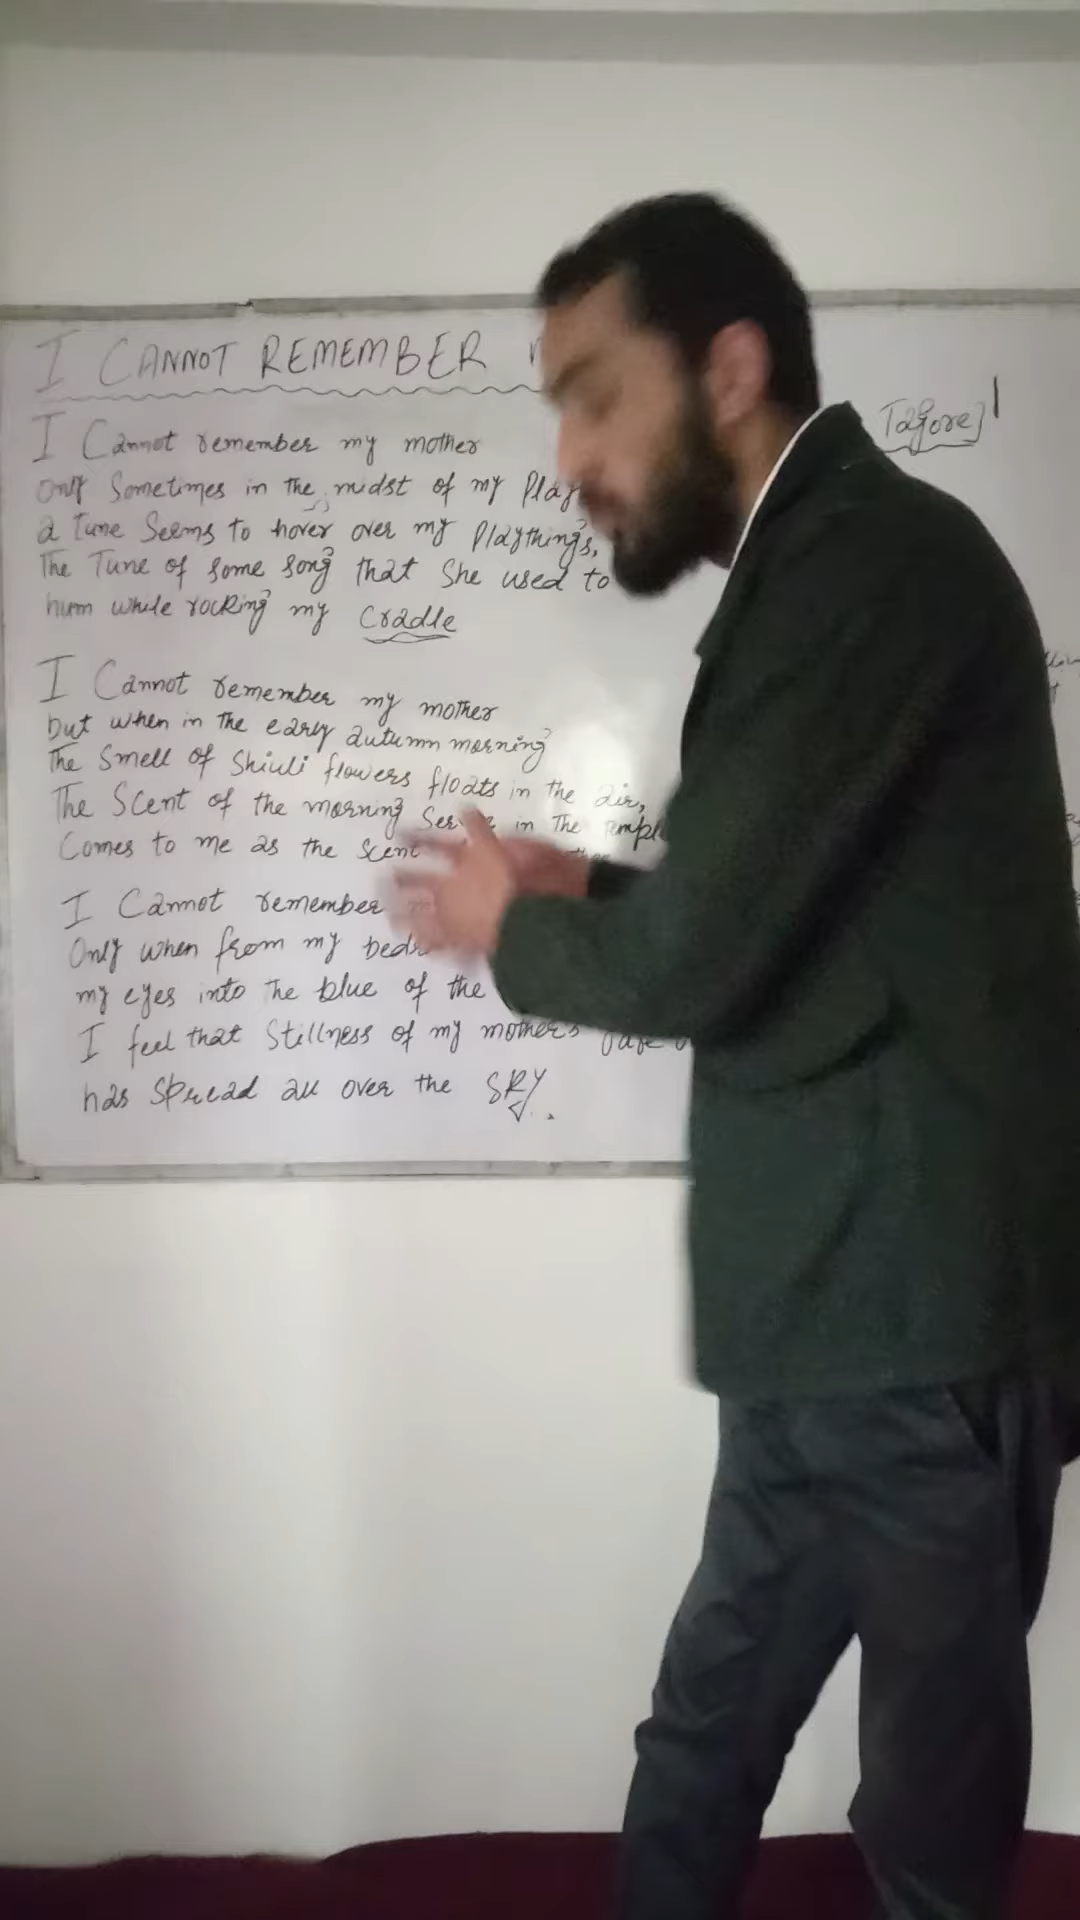 I CANNOT REMEMBER
Tagore]
I Cannot remember my mother
only Sometimes in the midst of my Play
a tune Seems to hover over my Playthings,
The Tune of some song that She used to
hum while rocking my Cradle
I Cannot remember my mother
but when in the early autumn morning
The Smell of Shiuli flowers floats in the air,
The Scent of the morning in The
Comes to me as the Scent
I Cannot remember
Only when from my
my eyes into The blue of the
I feel that Stillness of my mother's
has Spread all over the SKY.